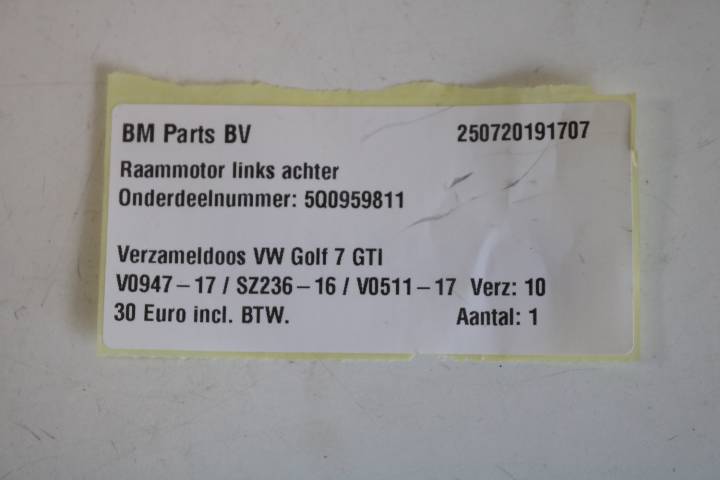 BM Parts BV 250720191707
Raammotor links achter
Onderdeelnummer: 5Q0959811
Verzameldoos VW Golf 7 GTI
V0947-17 / SZ236-16 / V0511-17 Verz: 10
30 Euro incl. BTW. Aantal: 1